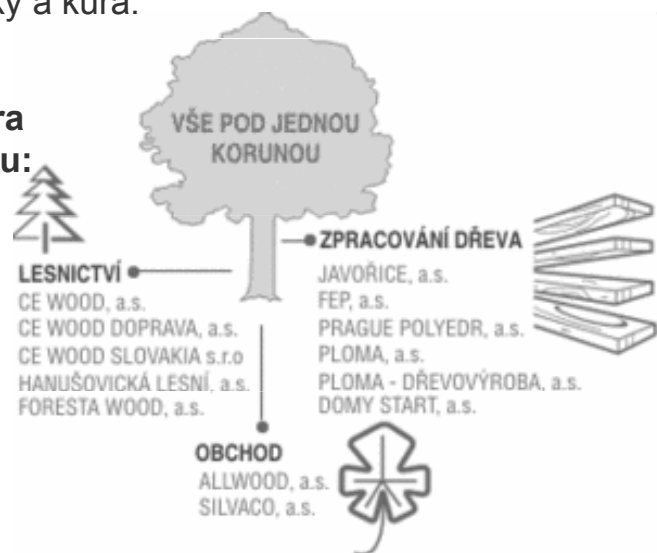 ky a kůra.
ra
u:
VŠE POD JEDNOU
KORUNOU
LESNICTVÍ
CE WOOD, a.s.
CE WOOD DOPRAVA, a.s.
CE WOOD SLOVAKIA s.r.o
HANUŠOVICKÁ LESNÍ, a.s.
FORESTA WOOD, a.s.
ZPRACOVÁNÍ DŘEVA
JAVOŘICE, a.s.
FEP, a.s.
PRAGUE POLYEDR, a.s.
PLOMA, a.s.
PLOMA - DŘEVOVÝROBA, a.s.
DOMY START, a.s.
OBCHOD
ALLWOOD, a.s.
SILVACO, a.s.